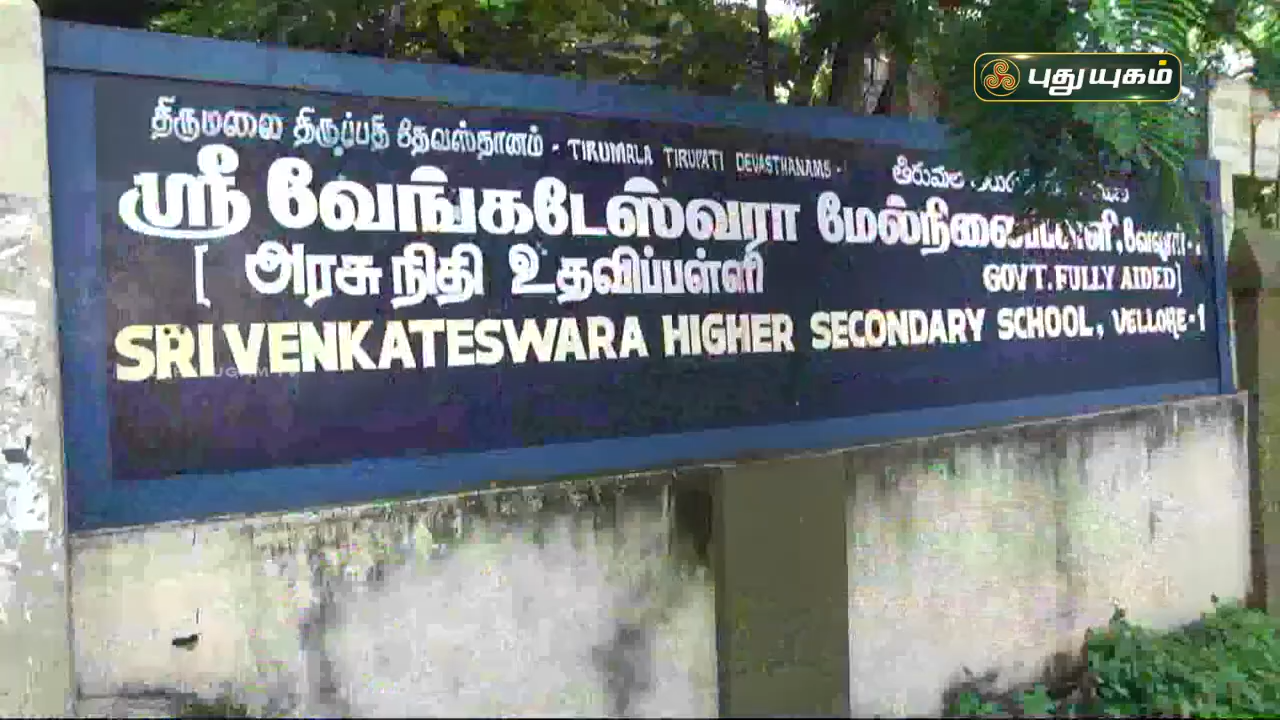 புதுயுகம்
திருமலை திருப்பதி தேவஸ்தானம் - TIRUMALA TIRUPATI DEVASTHANAMS -
ஸ்ரீ வேங்கடேஸ்வரா மேல்நிலைப்பள்ளி, வேலூர்-1
[ அரசு நிதி உதவிப்பள்ளி GOVT. FULLY AIDED]
SRI VENKATESWARA HIGHER SECONDARY SCHOOL, VELLORE-1